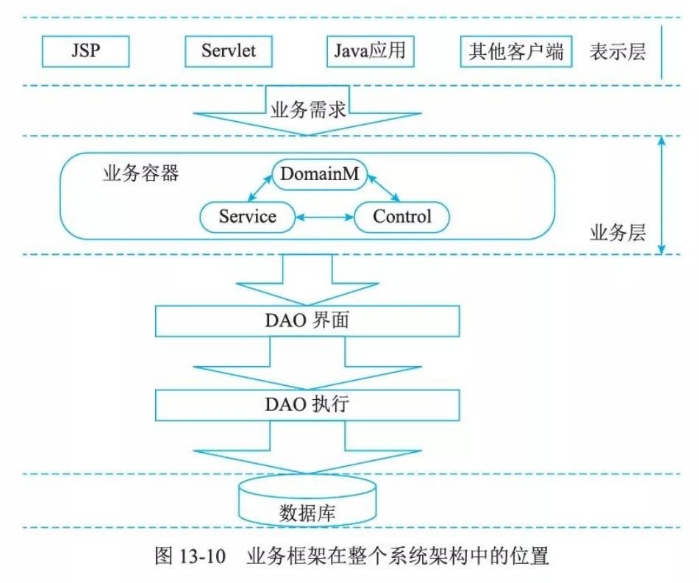 JSP Servlet Java应用 其他客户端 表示层
业务需求
业务容器
DomainM
Service Control
业务层
DAO 界面
DAO 执行
数据库
图 13-10 业务框架在整个系统架构中的位置